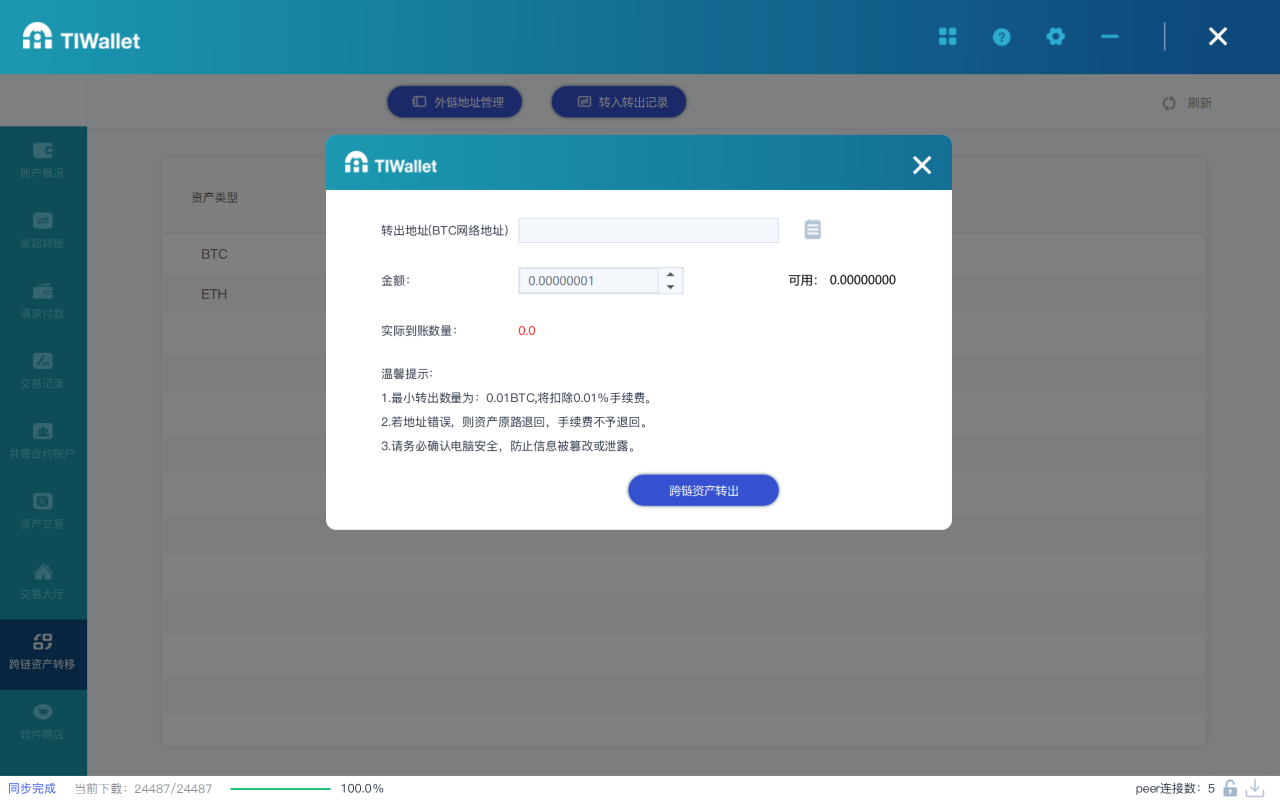 TIWallet
外链地址管理
转入转出记录
刷新
账户概况
发起转账
请求付款
交易记录
共管合约账户
资产交易
交易大厅
跨链资产转移
软件商店
资产类型
BTC
ETH
TIWallet
转出地址(BTC网络地址)
金额：
0.00000001
可用： 0.00000000
实际到账数量：
0.0
温馨提示：
1.最小转出数量为：0.01BTC,将扣除0.01%手续费。
2.若地址错误，则资产原路退回，手续费不予退回。
3.请务必确认电脑安全，防止信息被篡改或泄露。
跨链资产转出
同步完成 当前下载：24487/24487 100.0% peer连接数：5